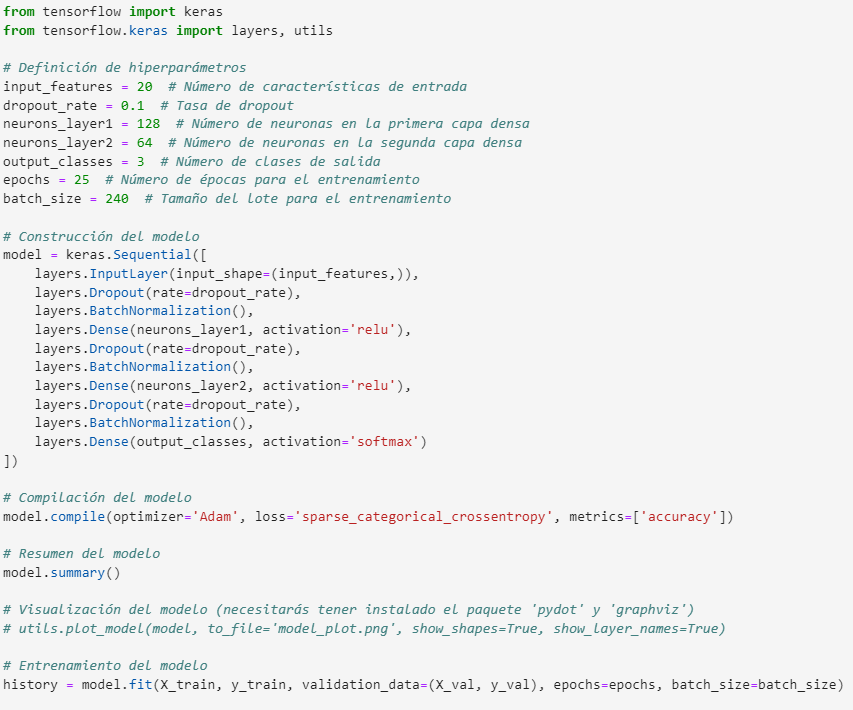 from tensorflow import keras
from tensorflow.keras import layers, utils
# Definición de hiperparámetros
input_features = 20  # Número de características de entrada
dropout_rate = 0.1  # Tasa de dropout
neurons_layer1 = 128  # Número de neuronas en la primera capa densa
neurons_layer2 = 64  # Número de neuronas en la segunda capa densa
output_classes = 3  # Número de clases de salida
epochs = 25  # Número de épocas para el entrenamiento
batch_size = 240  # Tamaño del lote para el entrenamiento
# Construcción del modelo
model = keras.Sequential([
    layers.InputLayer(input_shape=(input_features,)),
    layers.Dropout(rate=dropout_rate),
    layers.BatchNormalization(),
    layers.Dense(neurons_layer1, activation='relu'),
    layers.Dropout(rate=dropout_rate),
    layers.BatchNormalization(),
    layers.Dense(neurons_layer2, activation='relu'),
    layers.Dropout(rate=dropout_rate),
    layers.BatchNormalization(),
    layers.Dense(output_classes, activation='softmax')
])
# Compilación del modelo
model.compile(optimizer='Adam', loss='sparse_categorical_crossentropy', metrics=['accuracy'])
# Resumen del modelo
model.summary()
# Visualización del modelo (necesitarás tener instalado el paquete 'pydot' y 'graphviz')
# utils.plot_model(model, to_file='model_plot.png', show_shapes=True, show_layer_names=True)
# Entrenamiento del modelo
history = model.fit(X_train, y_train, validation_data=(X_val, y_val), epochs=epochs, batch_size=batch_size)